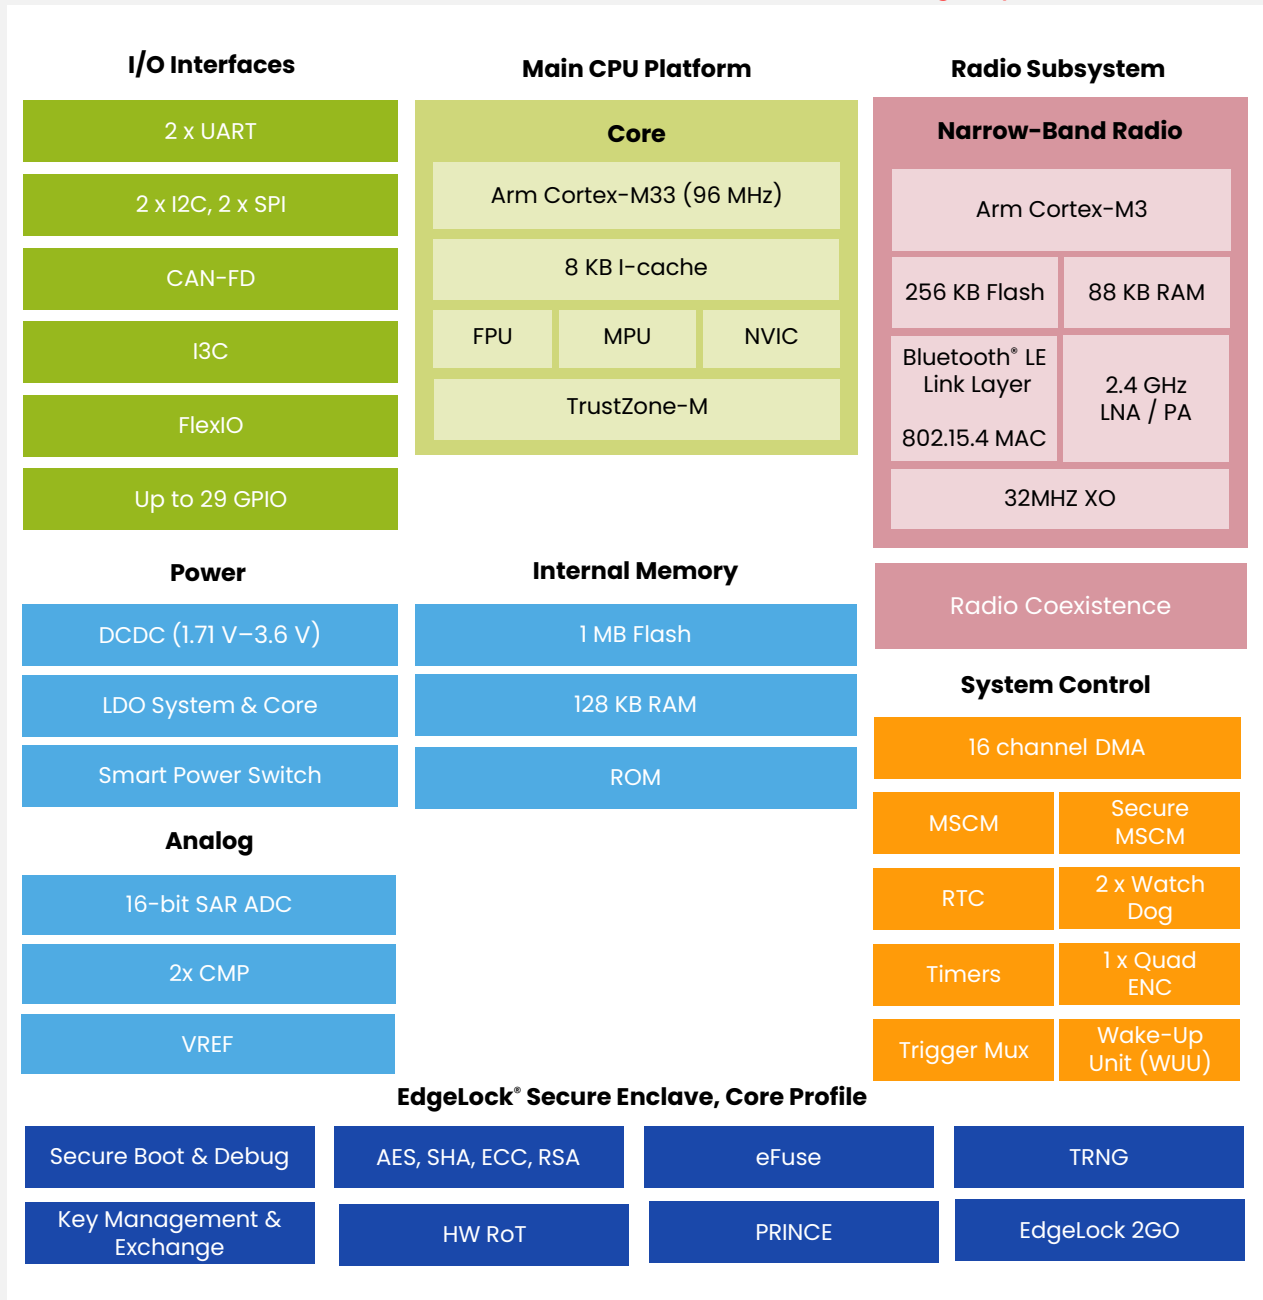 I/O Interfaces
2 x UART
2 x I2C, 2 x SPI
CAN-FD
I3C
FlexIO
Up to 29 GPIO
Main CPU Platform
Core
Arm Cortex-M33 (96 MHz)
8 KB I-cache
FPU
MPU
NVIC
TrustZone-M
Radio Subsystem
Narrow-Band Radio
Arm Cortex-M3
256 KB Flash
88 KB RAM
Bluetooth® LE
Link Layer
802.15.4 MAC
2.4 GHz
LNA / PA
32MHZ XO
Radio Coexistence
Power
DCDC (1.71 V–3.6 V)
LDO System & Core
Smart Power Switch
Internal Memory
1 MB Flash
128 KB RAM
ROM
Analog
16-bit SAR ADC
2x CMP
VREF
System Control
16 channel DMA
MSCM
Secure
MSCM
RTC
2 x Watch
Dog
Timers
1 x Quad
ENC
Trigger Mux
Wake-Up
Unit (WUU)
EdgeLock® Secure Enclave, Core Profile
Secure Boot & Debug
AES, SHA, ECC, RSA
eFuse
TRNG
Key Management &
Exchange
HW RoT
PRINCE
EdgeLock 2GO